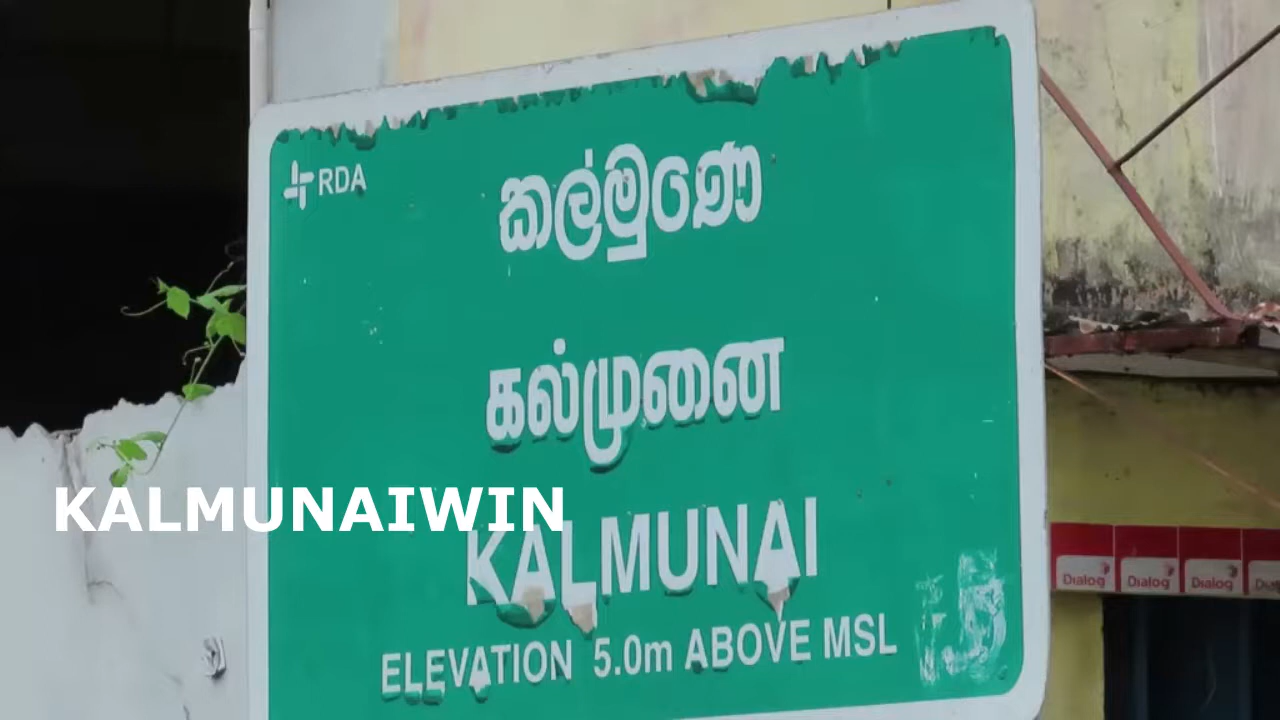 RDA
කල්මුණේ
கல்முனை
KALMUNAIWIN
KALMUNAI
ELEVATION 5.0m ABOVE MSL
Dialog Dialog Dialog